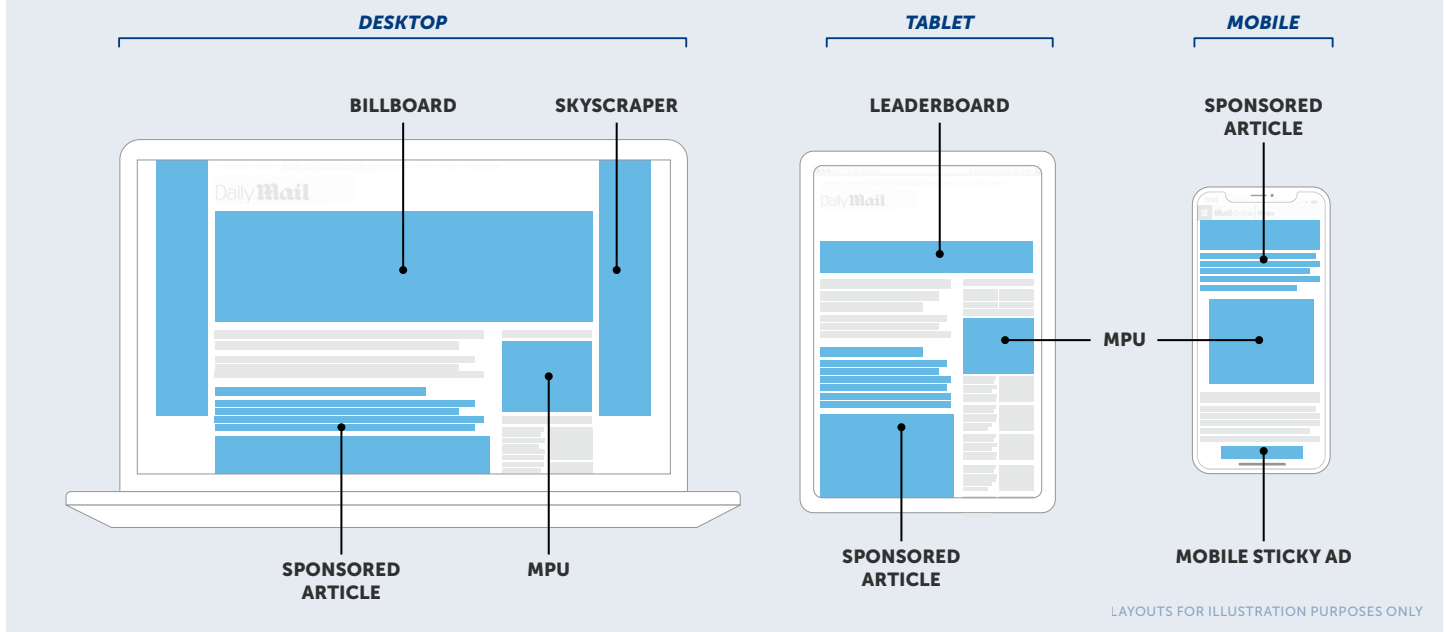 DESKTOP
TABLET
MOBILE
BILLBOARD
SKYSCRAPER
LEADERBOARD
SPONSORED
ARTICLE
Daily Mail
Daily Mail
MPU
SPONSORED
ARTICLE
MPU
SPONSORED
ARTICLE
MOBILE STICKY AD
LAYOUTS FOR ILLUSTRATION PURPOSES ONLY